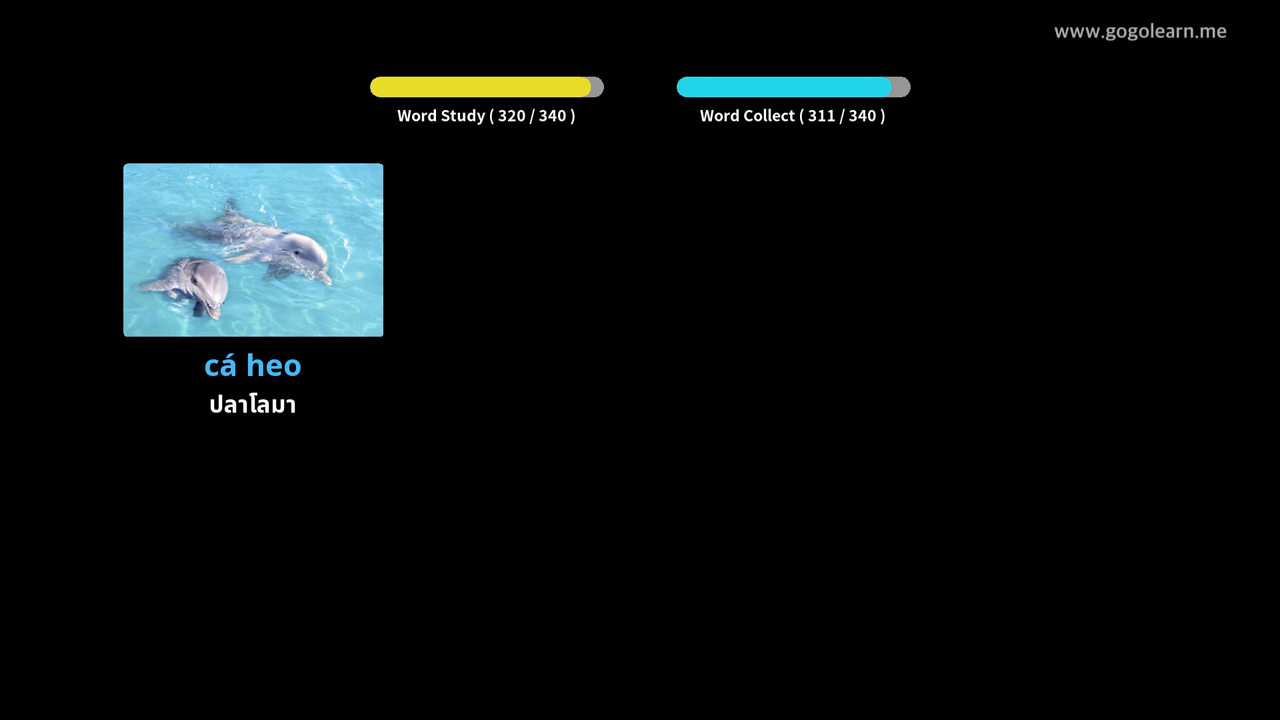 www.gogolearn.me
Word Study ( 320 / 340 )
Word Collect ( 311 / 340 )
cá heo
ปลาโลมา